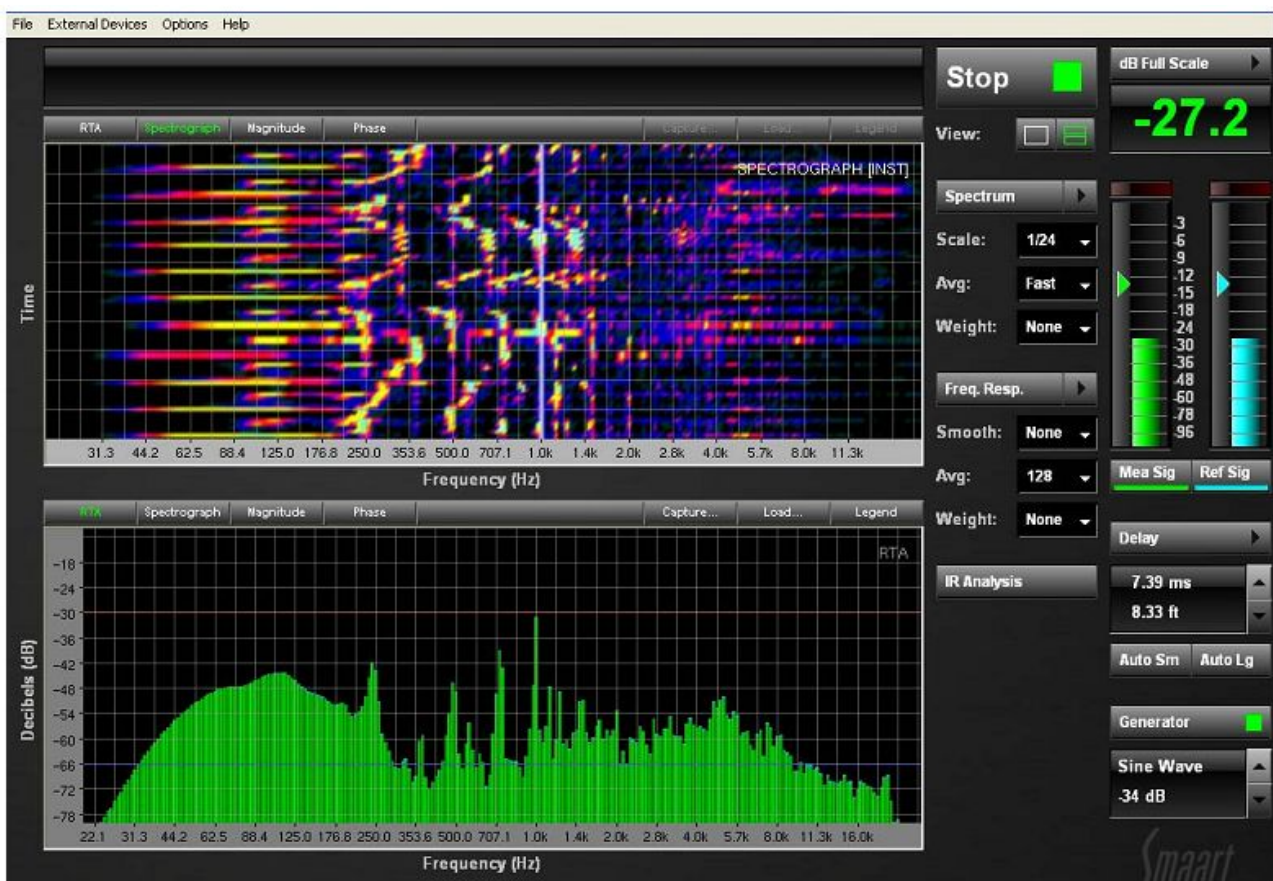 File External Devices Options Help
Stop
dB Full Scale
-27.2
RTA Spectrograph Magnitude Phase Capture... Load... Legend
View:
SPECTROGRAPH [INST]
Spectrum
Scale: 1/24
Avg: Fast
Weight: None
-3
-6
-9
-12
-15
-18
-24
-30
-36
-48
-60
-78
-96
Time
31.3 44.2 62.5 88.4 125.0 176.8 250.0 353.6 500.0 707.1 1.0k 1.4k 2.0k 2.8k 4.0k 5.7k 8.0k 11.3k
Frequency (Hz)
Freq. Resp.
Smooth: None
Avg: 128
Weight: None
Mea Sig Ref Sig
RTA Spectrograph Magnitude Phase Capture... Load... Legend
RTA
Delay
7.39 ms
8.33 ft
IR Analysis
Auto Sm Auto Lg
Decibels (dB)
-18
-24
-30
-36
-42
-48
-54
-60
-66
-72
-78
22.1 31.3 44.2 62.5 88.4 125.0 176.8 250.0 353.6 500.0 707.1 1.0k 1.4k 2.0k 2.8k 4.0k 5.7k 8.0k 11.3k 16.0k
Frequency (Hz)
Generator
Sine Wave
-34 dB
Smaart